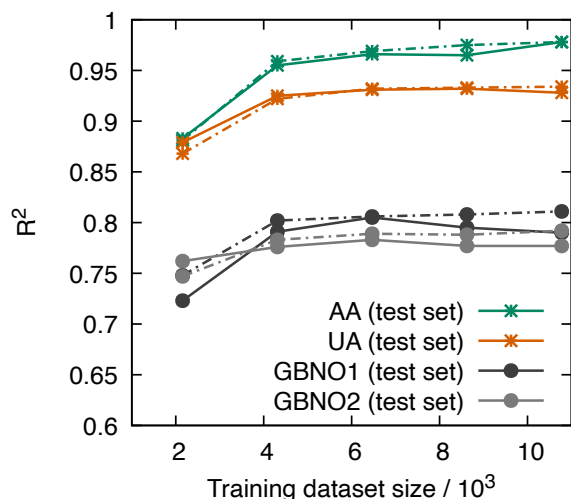 1
0.95
0.9
0.85
0.8
0.75
0.7
0.65
0.6
R²
AA (test set)
UA (test set)
GBNO1 (test set)
GBNO2 (test set)
2 4 6 8 10
Training dataset size / 10³